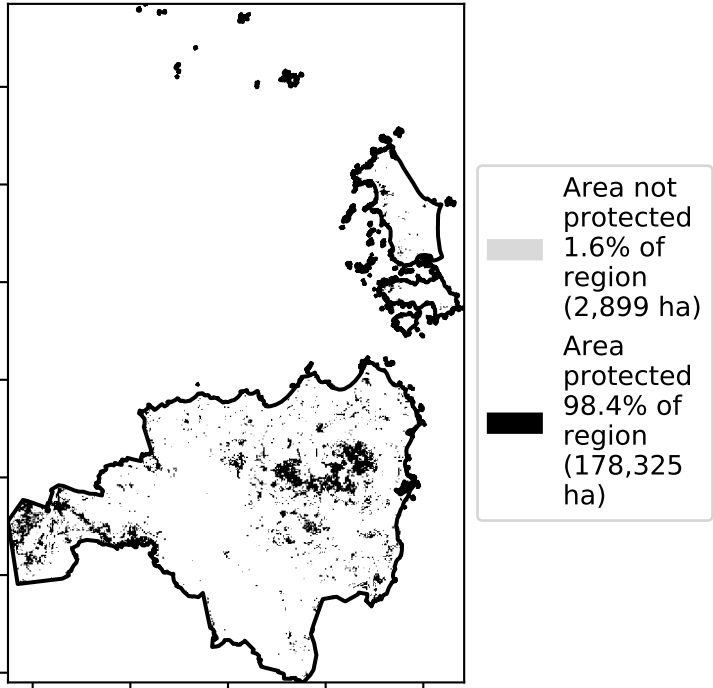 Area not
protected
1.6% of
region
(2,899 ha)
Area
protected
98.4% of
region
(178,325
ha)